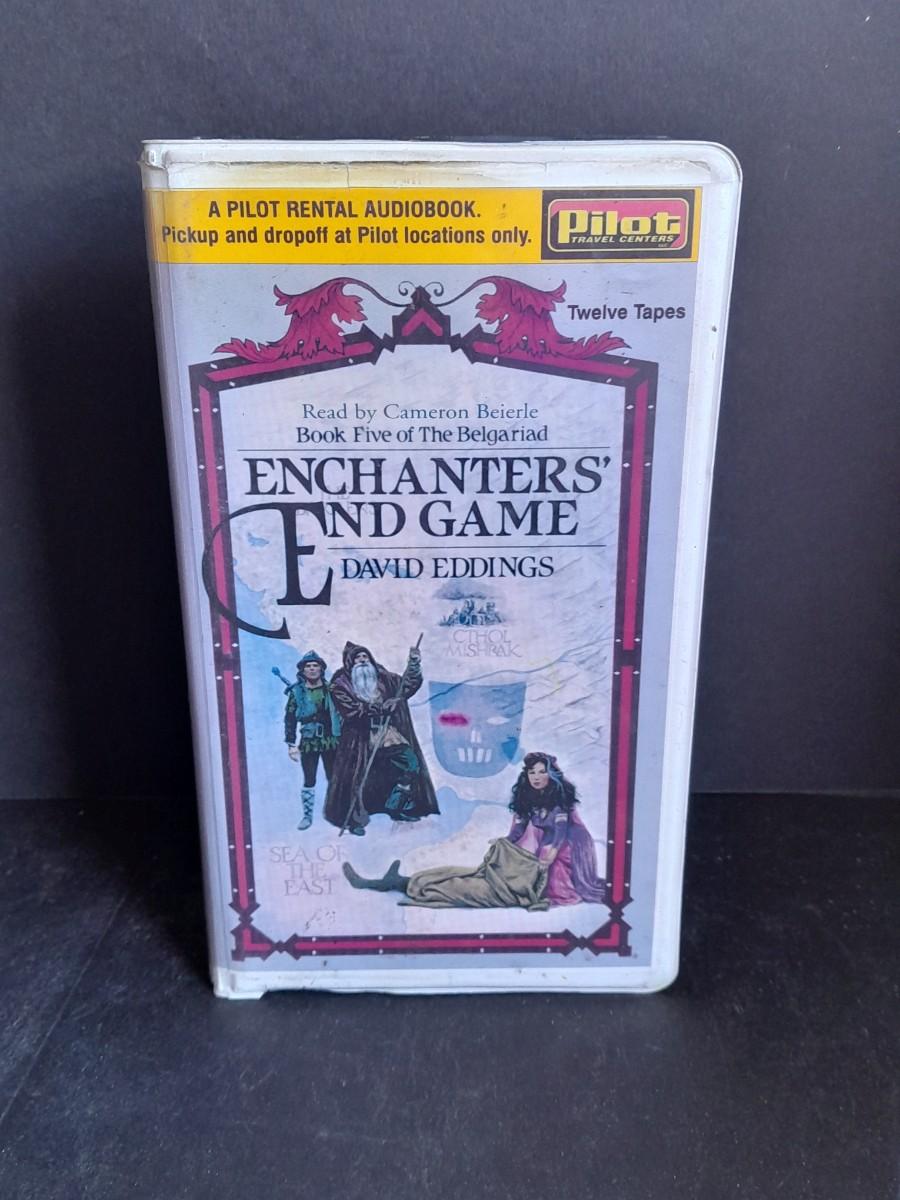 A PILOT RENTAL AUDIOBOOK.
Pickup and dropoff at Pilot locations only.
Pilot
TRAVEL CENTERS
LLC
Twelve Tapes
Read by Cameron Beierle
Book Five of The Belgariad
ENCHANTERS'
END GAME
DAVID EDDINGS
CTHOL
MISHRAK
SEA OF
THE
EAST